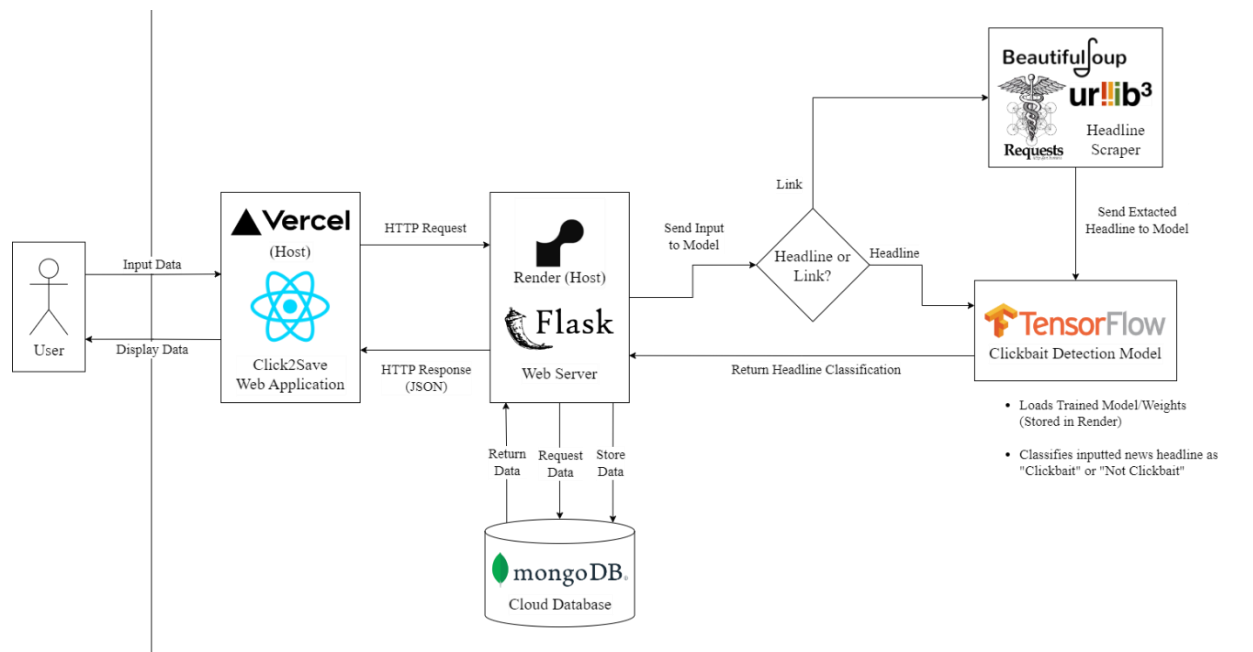 BeautifulSoup
urllib3
Requests
Headline
Scraper
Link
Send Extacted
Headline to Model
Vercel
(Host)
Click2Save
Web Application
HTTP Request
HTTP Response
(JSON)
Render (Host)
Flask
Web Server
Send Input
to Model
Headline or
Link?
Headline
TensorFlow
Clickbait Detection Model
Return Headline Classification
Input Data
Display Data
User
• Loads Trained Model/Weights
(Stored in Render)
• Classifies inputted news headline as
"Clickbait" or "Not Clickbait"
Return
Data
Request
Data
Store
Data
mongoDB
Cloud Database